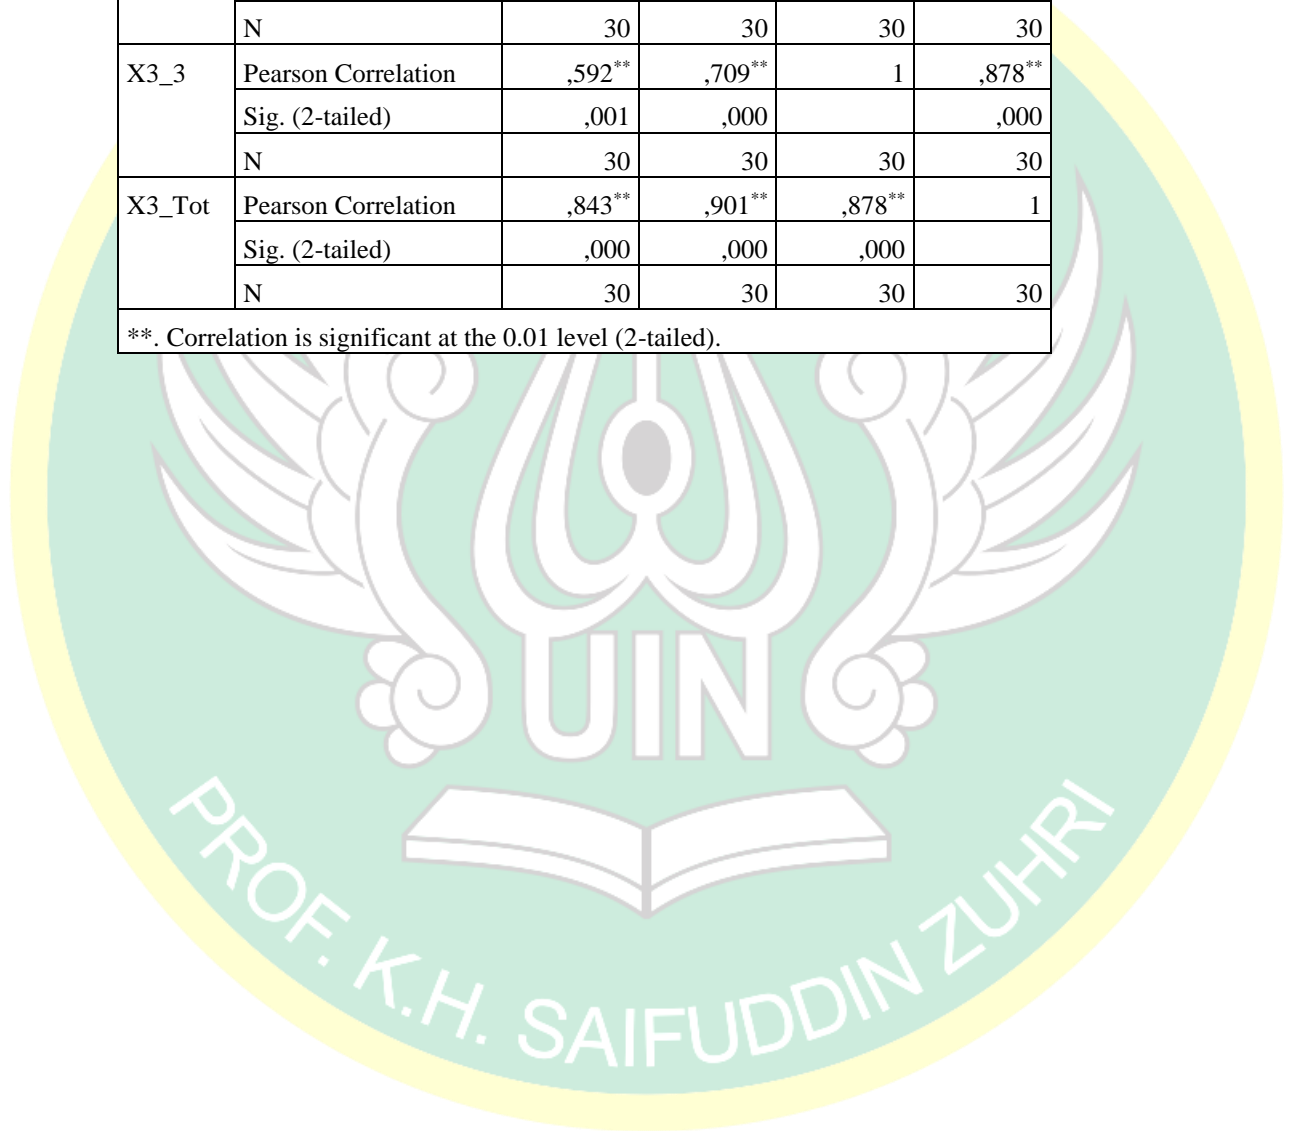 N 30 30 30 30
X3_3 Pearson Correlation ,592** ,709** 1 ,878**
Sig. (2-tailed) ,001 ,000 ,000
N 30 30 30 30
X3_Tot Pearson Correlation ,843** ,901** ,878** 1
Sig. (2-tailed) ,000 ,000 ,000
N 30 30 30 30
**. Correlation is significant at the 0.01 level (2-tailed).
UIN
PROF. K.H. SAIFUDDIN ZUHRI